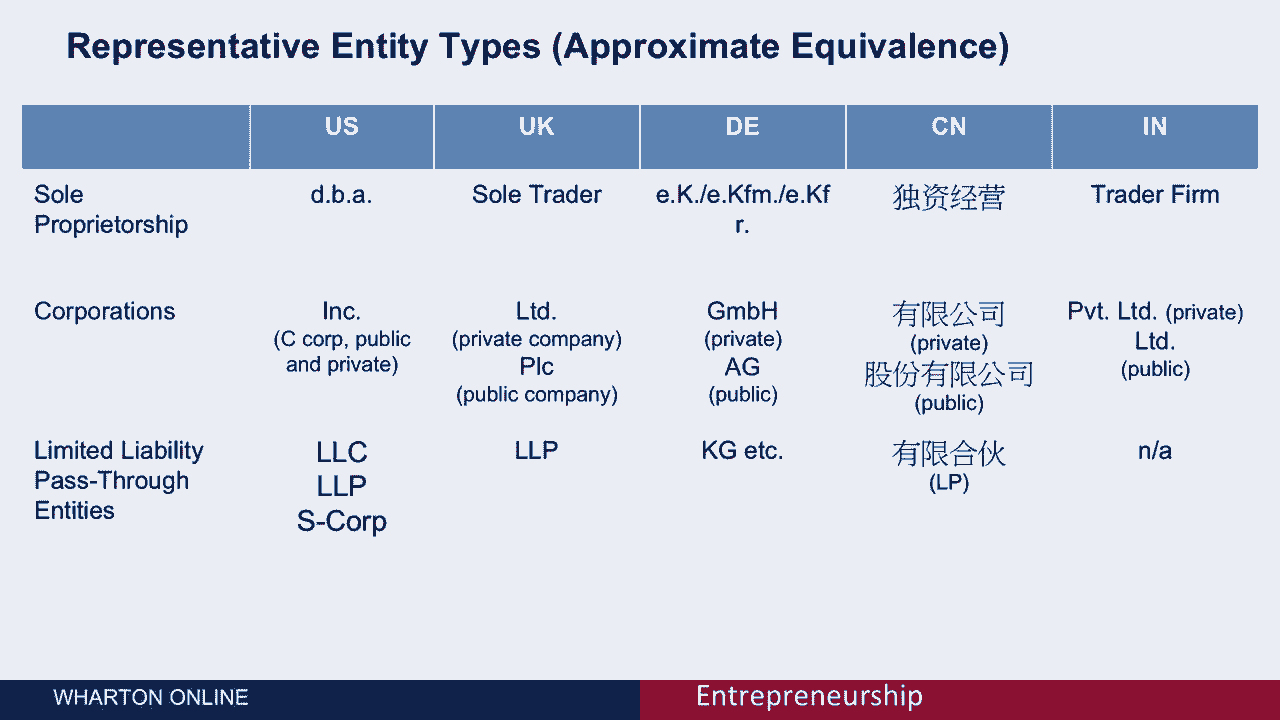 Representative Entity Types (Approximate Equivalence)
US UK DE CN IN
Sole Proprietorship d.b.a. Sole Trader e.K./e.Kfm./e.Kf r. 独资经营 Trader Firm
Corporations Inc. (C corp, public and private) Ltd. (private company) Plc (public company) GmbH (private) AG (public) 有限公司 (private) 股份有限公司 (public) Pvt. Ltd. (private) Ltd. (public)
Limited Liability Pass-Through Entities LLC LLP S-Corp LLP KG etc. 有限合伙 (LP) n/a
WHARTON ONLINE Entrepreneurship